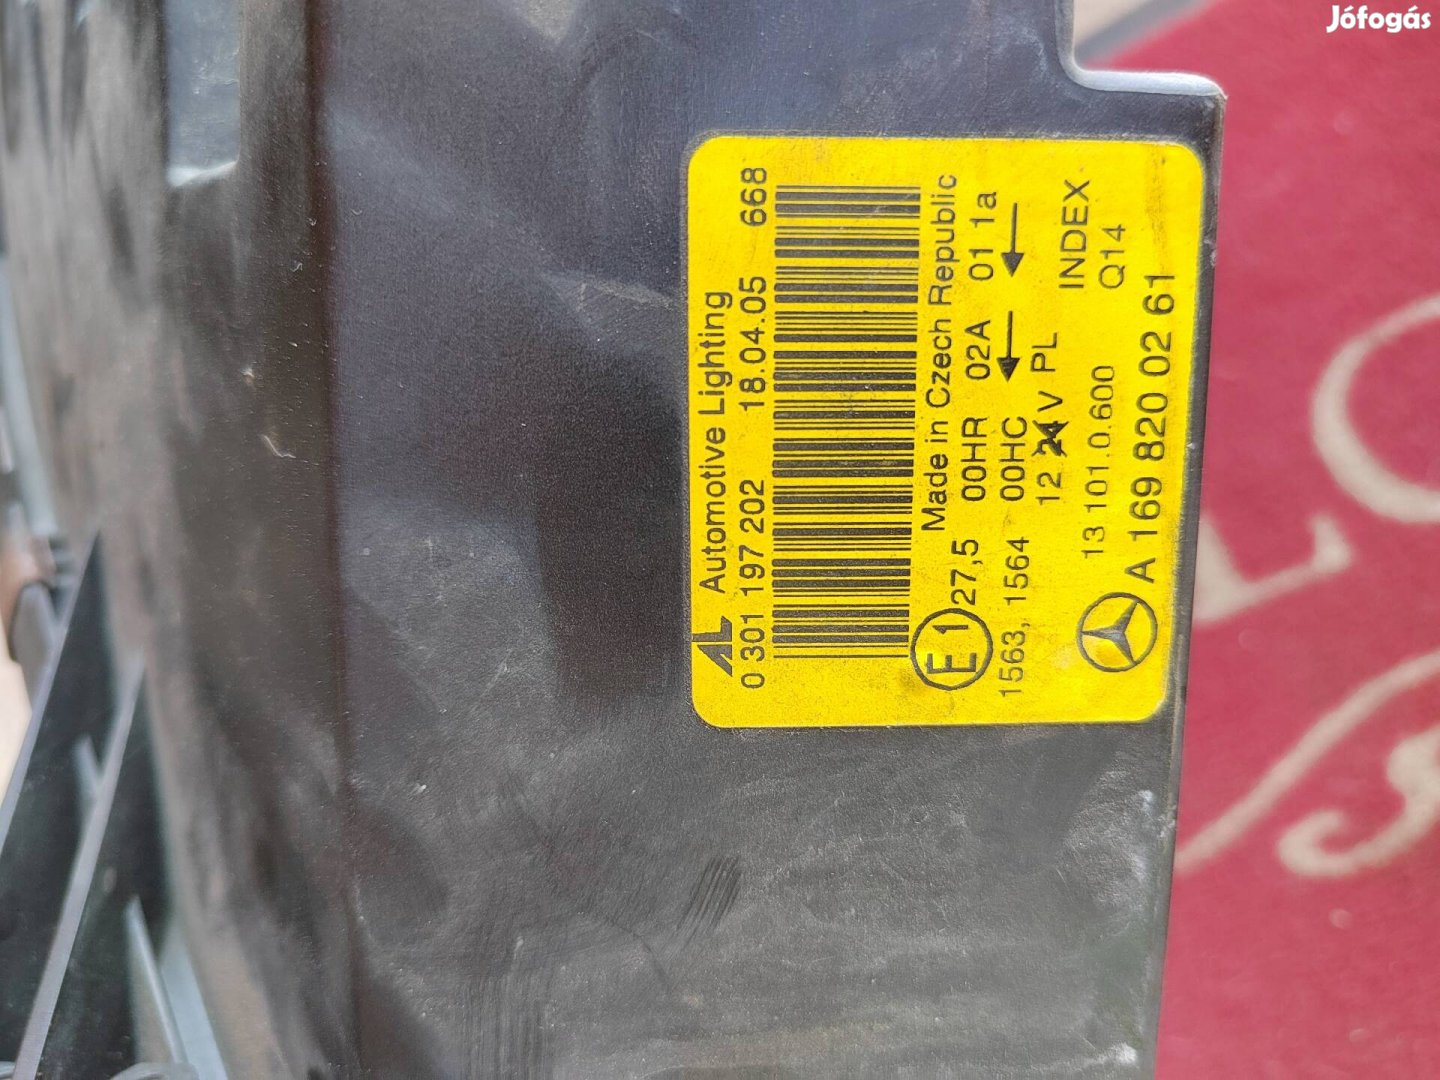 Jófogás
AL Automotive Lighting
0 301 197 202 18.04.05 668
Made in Czech Republic
E1 27,5 00HR 02A 01 1a
1563, 1564 00HC ← ←
12 24V PL
13 101.0.600 INDEX
Q14
A 169 820 02 61